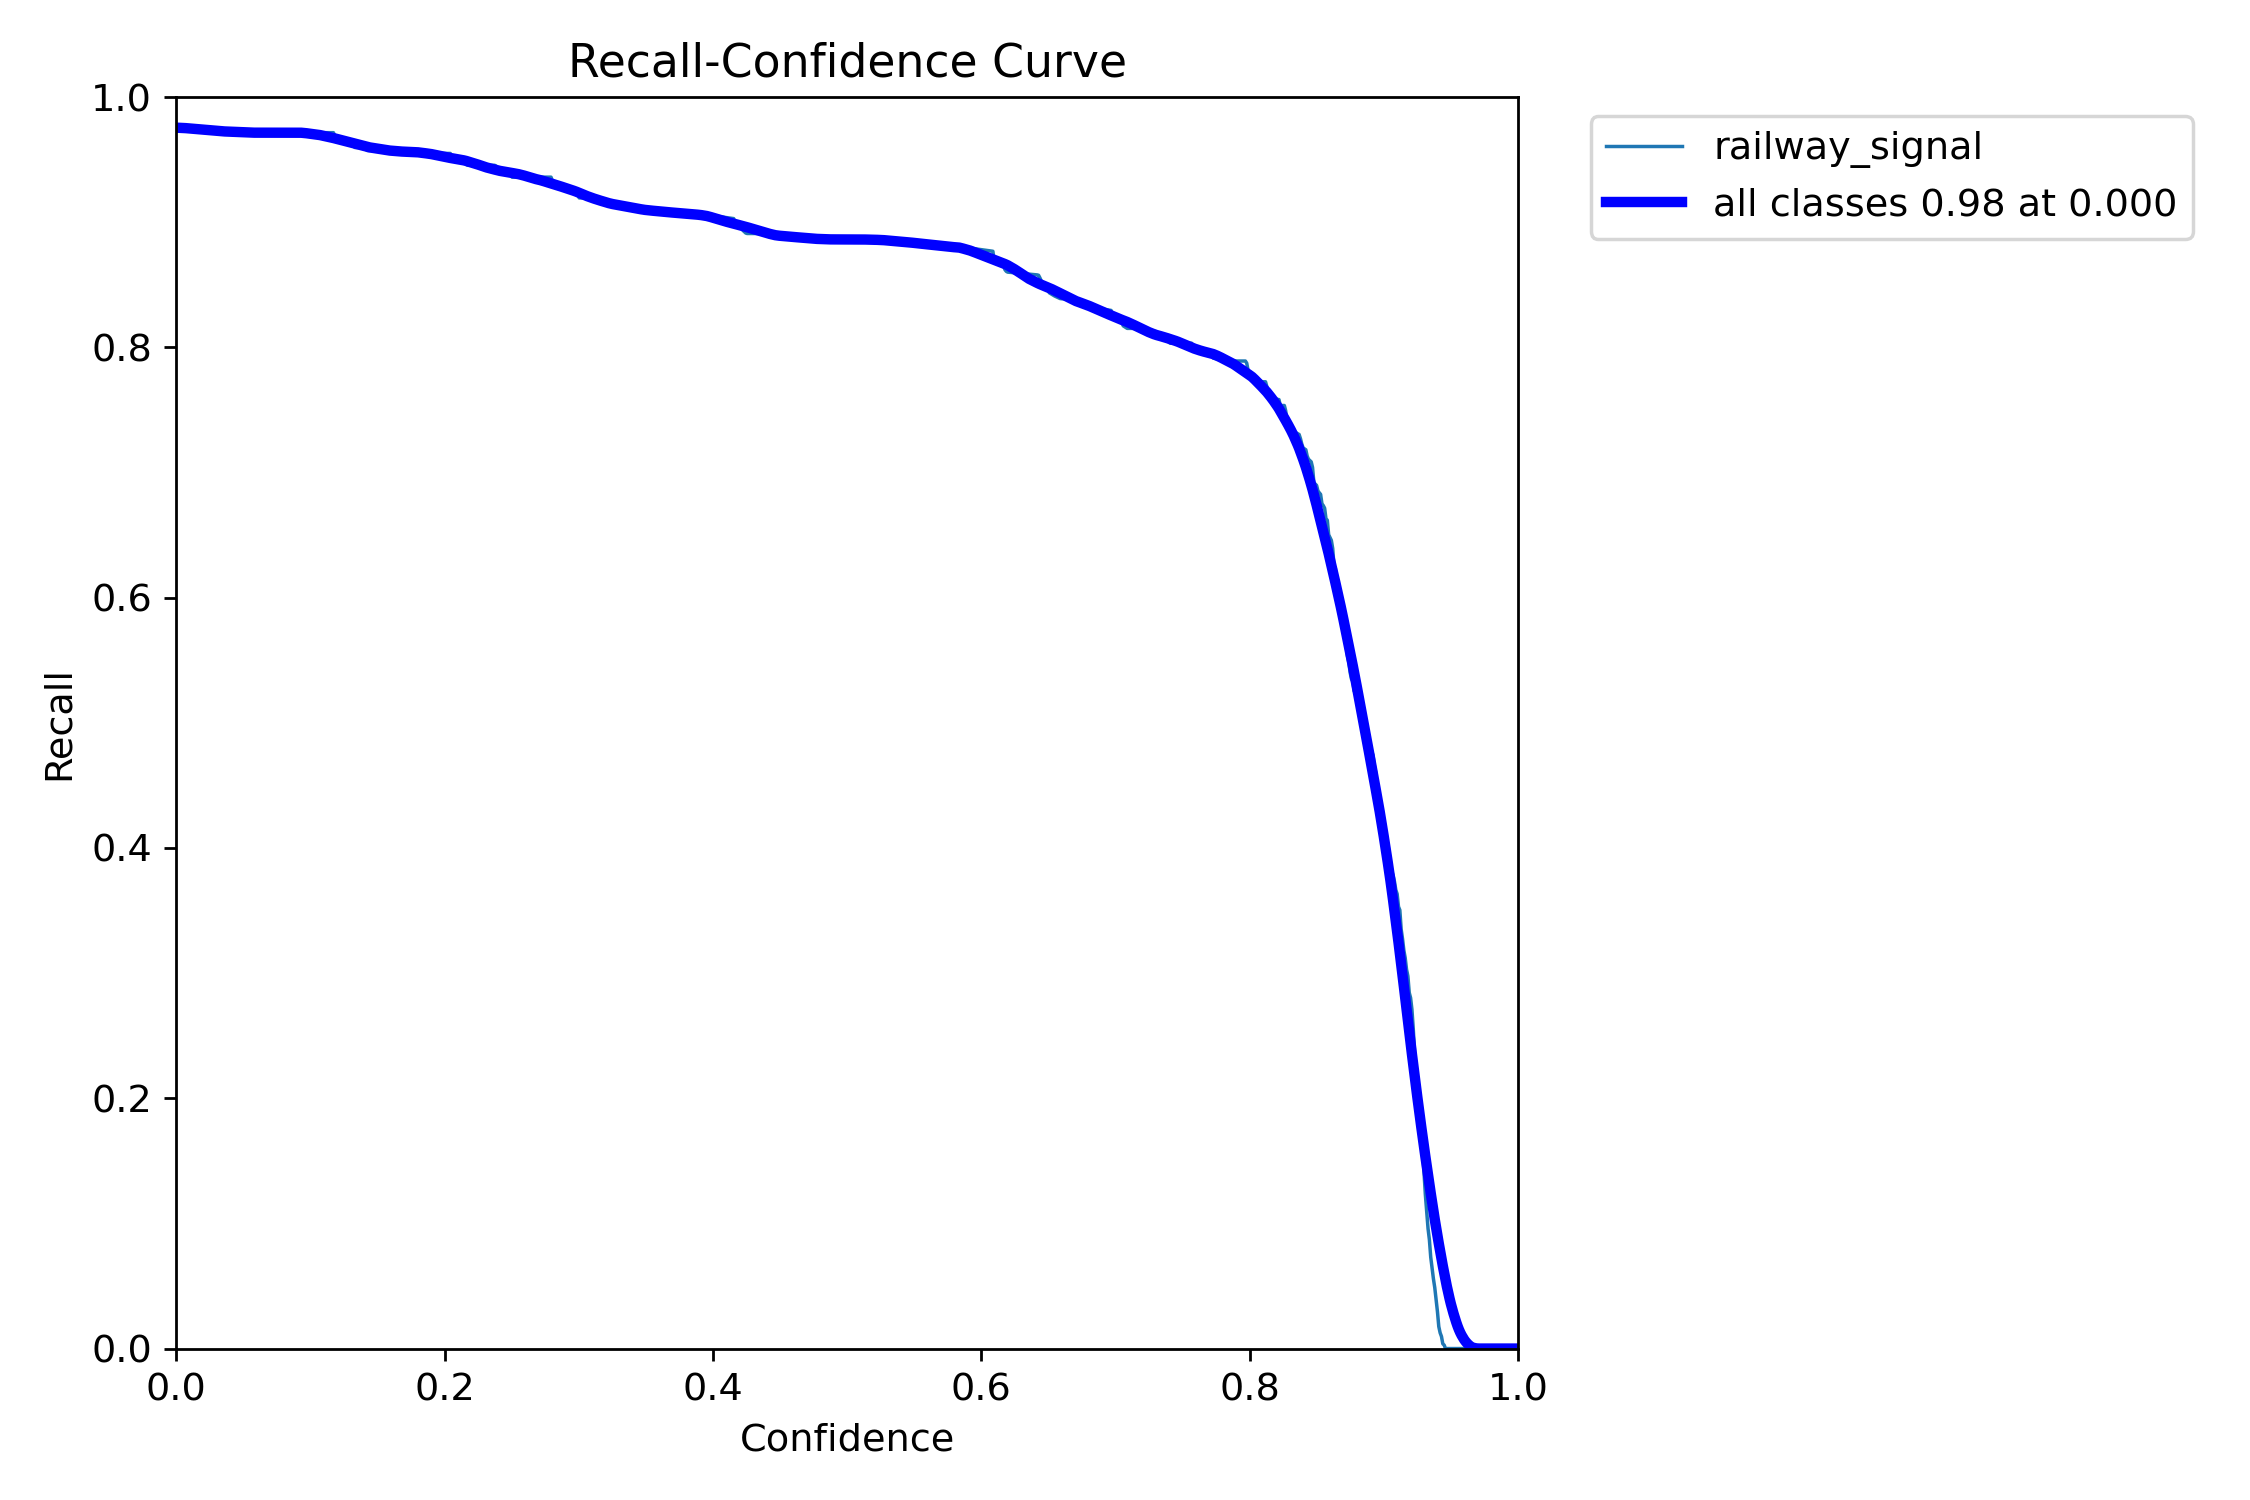 Recall-Confidence Curve
1.0
0.8
0.6
0.4
0.2
0.0
Recall
0.0 0.2 0.4 0.6 0.8 1.0
Confidence
railway_signal
all classes 0.98 at 0.000